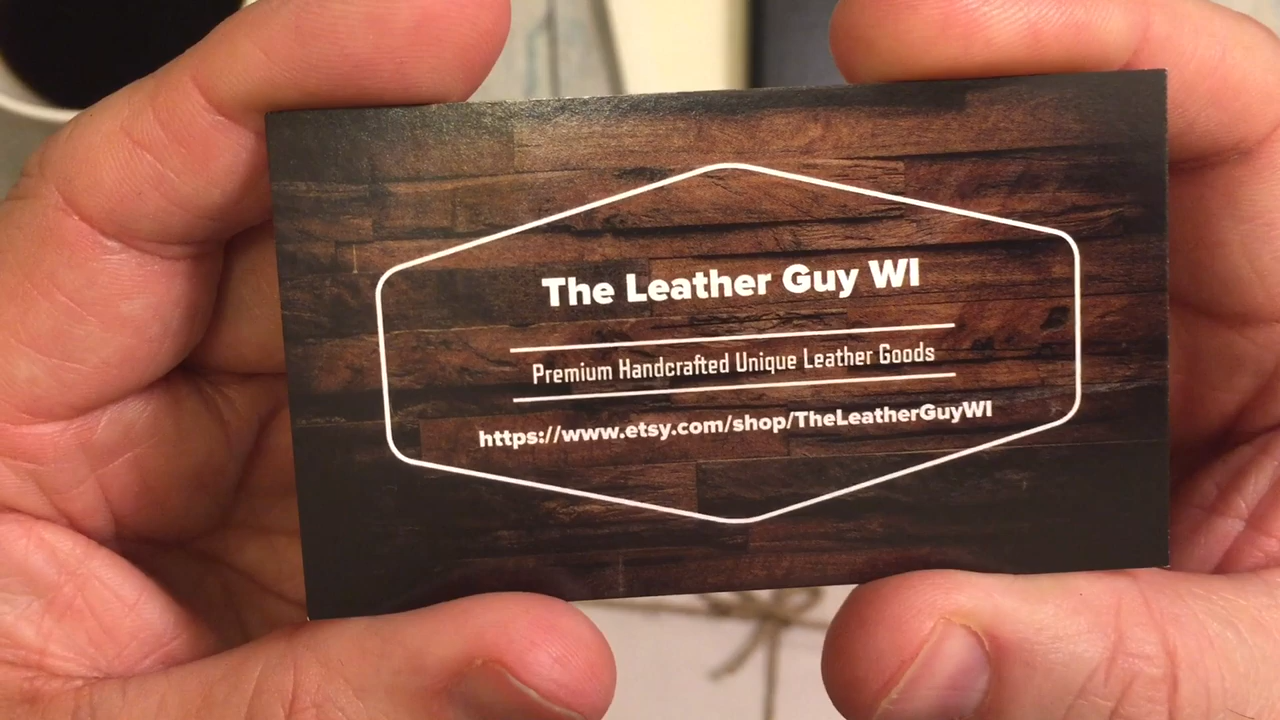 The Leather Guy WI
Premium Handcrafted Unique Leather Goods
https://www.etsy.com/shop/TheLeatherGuyWI